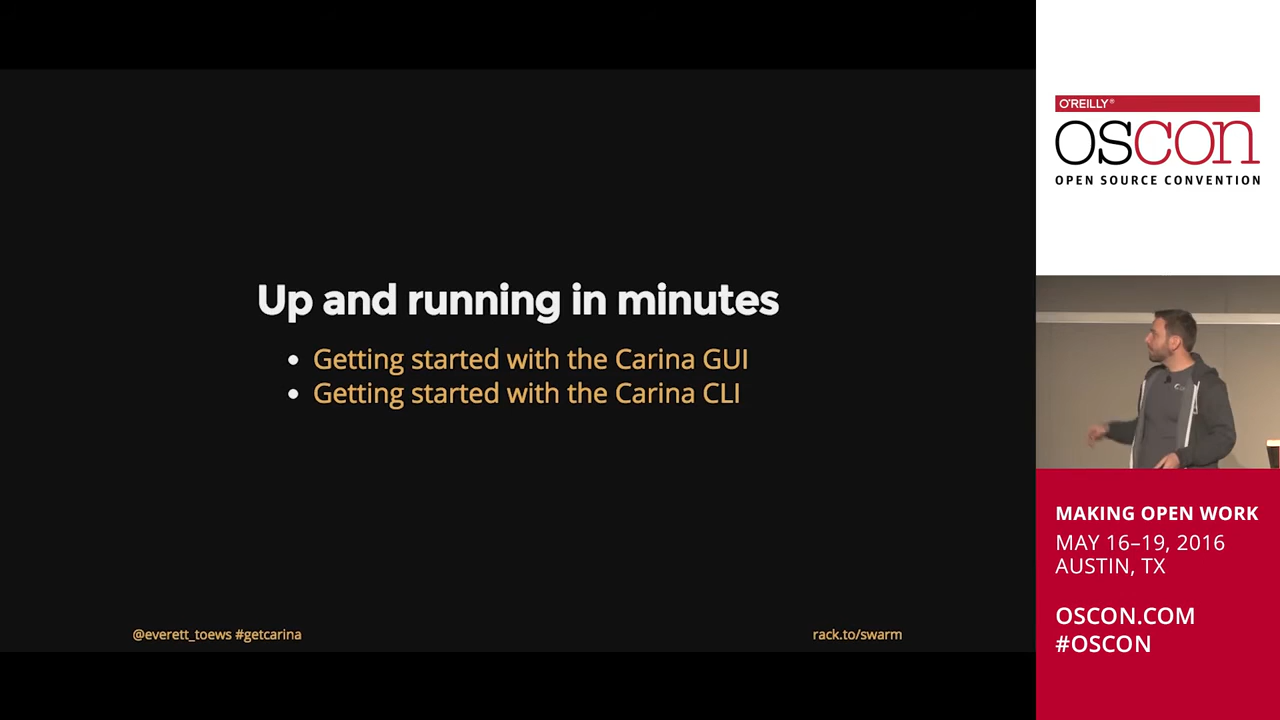 Up and running in minutes
• Getting started with the Carina GUI
• Getting started with the Carina CLI
@everett_toews #getcarina
rack.to/swarm
O'REILLY®
OSCON
OPEN SOURCE CONVENTION
MAKING OPEN WORK
MAY 16–19, 2016
AUSTIN, TX
OSCON.COM
#OSCON